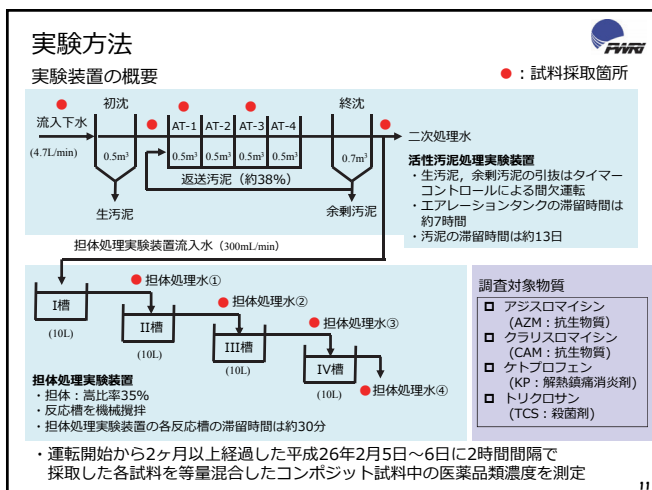 実験方法
PWRI
実験装置の概要
●：試料採取箇所
初沈
終沈
流入下水
AT-1 AT-2 AT-3 AT-4
二次処理水
(4.7L/min)
0.5m³
0.5m³ 0.5m³ 0.5m³ 0.5m³
0.7m³
返送汚泥（約38%）
生汚泥
余剰汚泥
活性汚泥処理実験装置
・生汚泥，余剰汚泥の引抜はタイマー
コントロールによる間欠運転
・エアレーションタンクの滞留時間は
約7時間
・汚泥の滞留時間は約13日
担体処理実験装置流入水（300mL/min）
担体処理水①
I槽
(10L)
担体処理水②
II槽
(10L)
担体処理水③
III槽
(10L)
IV槽
(10L)
担体処理水④
担体処理実験装置
・担体：嵩比率35%
・反応槽を機械攪拌
・担体処理実験装置の各反応槽の滞留時間は約30分
調査対象物質
アジスロマイシン
(AZM：抗生物質）
クラリスロマイシン
(CAM：抗生物質）
ケトプロフェン
(KP：解熱鎮痛消炎剤）
トリクロサン
(TCS：殺菌剤）
・運転開始から2ヶ月以上経過した平成26年2月5日～6日に2時間間隔で
採取した各試料を等量混合したコンポジット試料中の医薬品類濃度を測定
11